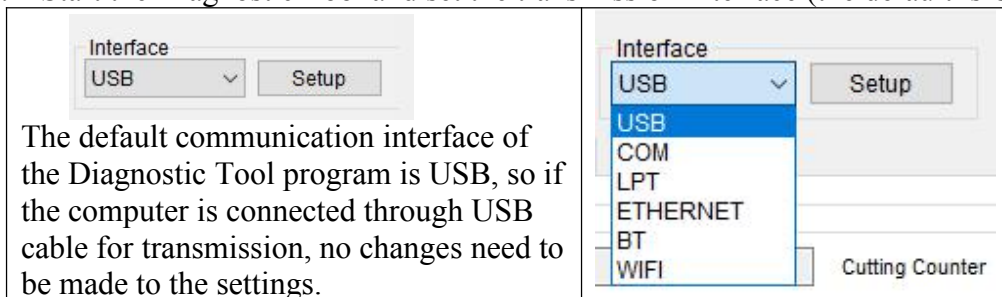 Interface
USB
Setup
The default communication interface of
the Diagnostic Tool program is USB, so if
the computer is connected through USB
cable for transmission, no changes need to
be made to the settings.
Interface
USB
Setup
USB
COM
LPT
ETHERNET
BT
WIFI
Cutting Counter